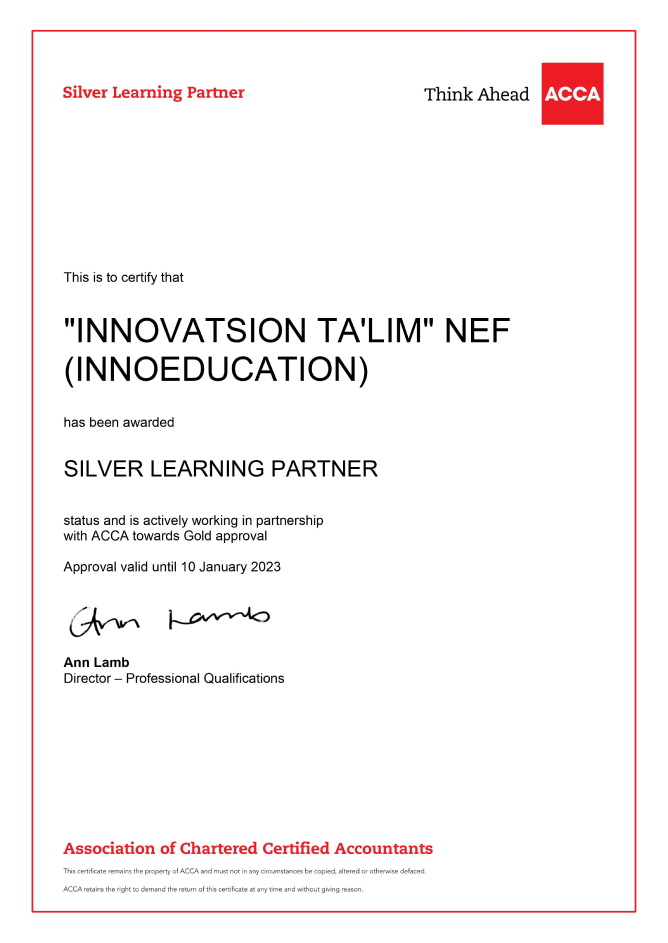 Silver Learning Partner
Think Ahead
ACCA
This is to certify that
"INNOVATSION TA'LIM" NEF
(INNOEDUCATION)
has been awarded
SILVER LEARNING PARTNER
status and is actively working in partnership
with ACCA towards Gold approval
Approval valid until 10 January 2023
Ann Lamb
Ann Lamb
Director – Professional Qualifications
Association of Chartered Certified Accountants
This certificate remains the property of ACCA and must not in any circumstances be copied, altered or otherwise defaced.
ACCA retains the right to demand the return of this certificate at any time and without giving reason.